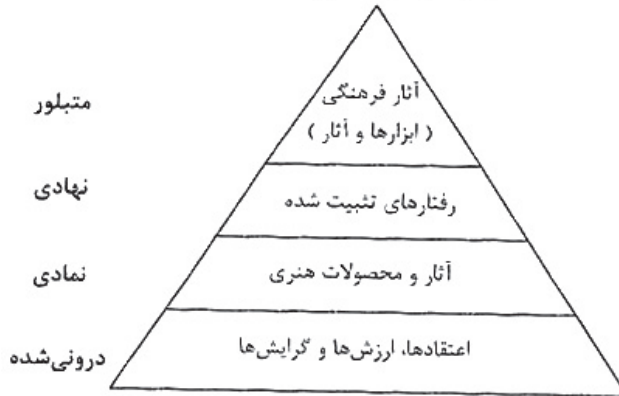 آثار فرهنگی
متبلور
( ابزارها و آثار )
نهادی
رفتارهای تثبیت شده
نمادی
آثار و محصولات هنری
درونی‌شده
اعتقادها، ارزش‌ها و گرایش‌ها